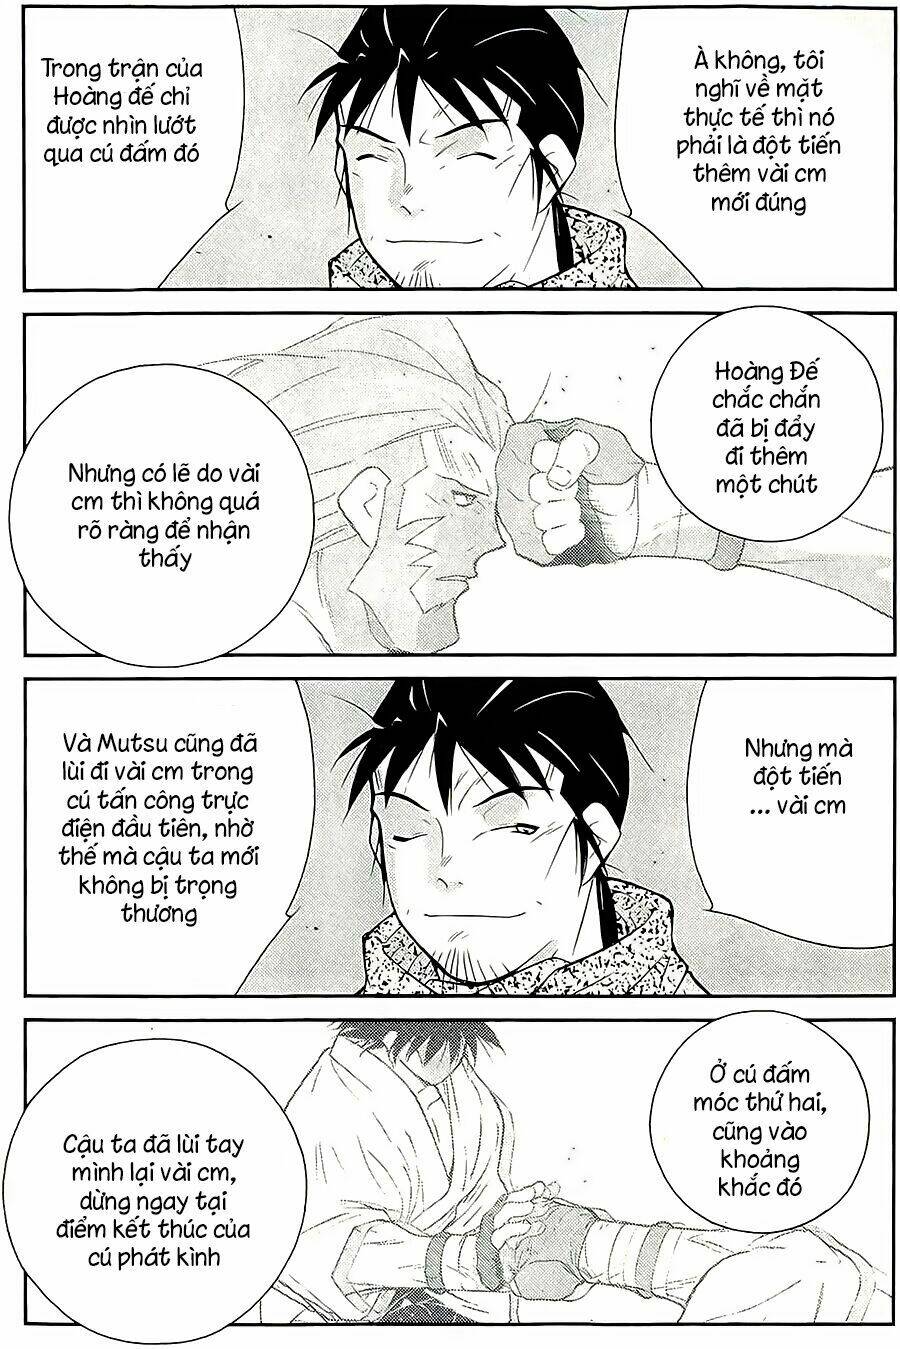 À không, tôi
nghĩ về mặt
thực tế thì nó
phải là đột tiến
thêm vài cm
mới đúng
Trong trận của
Hoàng đế chỉ
được nhìn lướt
qua cú đấm đó
Hoàng Đế
chắc chắn
đã bị đẩy
đi thêm
một chút
Nhưng có lẽ do vài
cm thì không quá
rõ ràng để nhận
thấy
Nhưng mà
đột tiến
... vài cm
Và Mutsu cũng đã
lùi đi vài cm trong
cú tấn công trực
diện đầu tiên, nhờ
thế mà cậu ta mới
không bị trọng
thương
Ở cú đấm
móc thứ hai,
cũng vào
khoảng
khắc đó
Cậu ta đã lùi tay
mình lại vài cm,
dừng ngay tại
điểm kết thúc của
cú phát kình